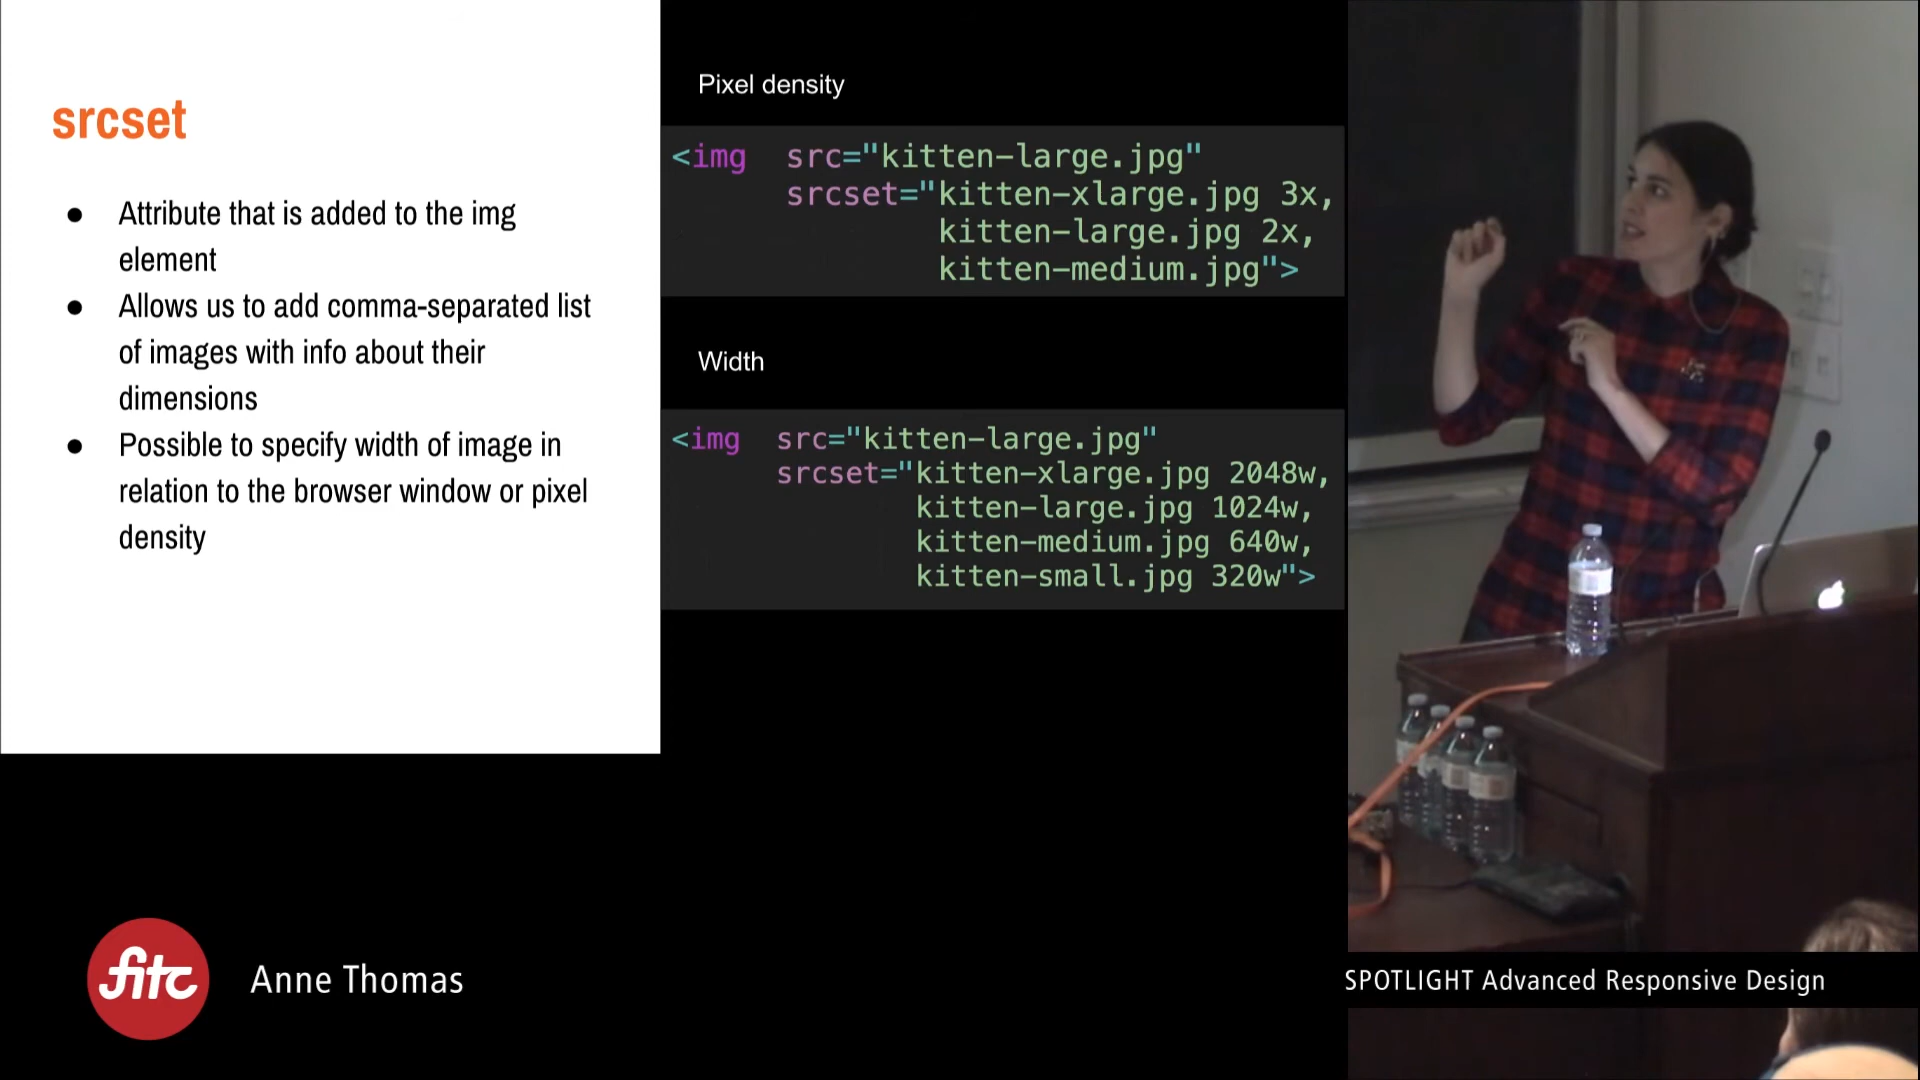 srcset
● Attribute that is added to the img
element
● Allows us to add comma-separated list
of images with info about their
dimensions
● Possible to specify width of image in
relation to the browser window or pixel
density
Pixel density
<img src="kitten-large.jpg"
srcset="kitten-xlarge.jpg 3x,
kitten-large.jpg 2x,
kitten-medium.jpg">
Width
<img src="kitten-large.jpg"
srcset="kitten-xlarge.jpg 2048w,
kitten-large.jpg 1024w,
kitten-medium.jpg 640w,
kitten-small.jpg 320w">
fitc
Anne Thomas
SPOTLIGHT Advanced Responsive Design